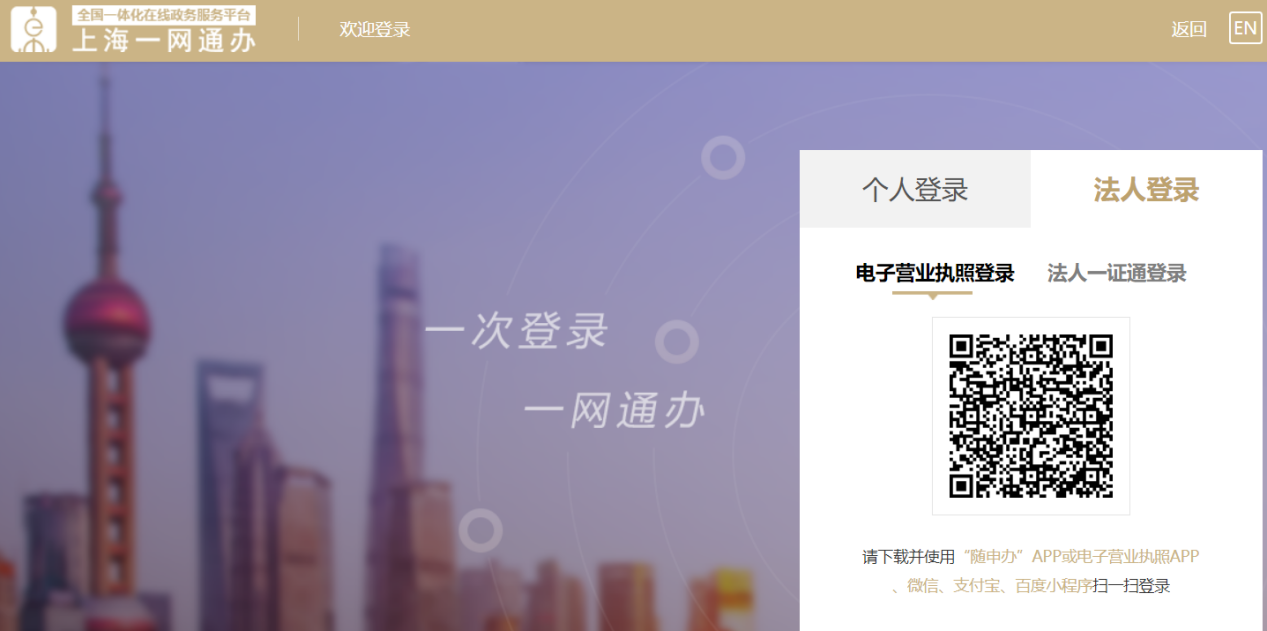 全国一体化在线政务服务平台
上海一网通办
欢迎登录
返回
EN
个人登录
法人登录
电子营业执照登录
法人一证通登录
一次登录
一网通办
请下载并使用“随申办”APP或电子营业执照APP
、微信、支付宝、百度小程序扫一扫登录